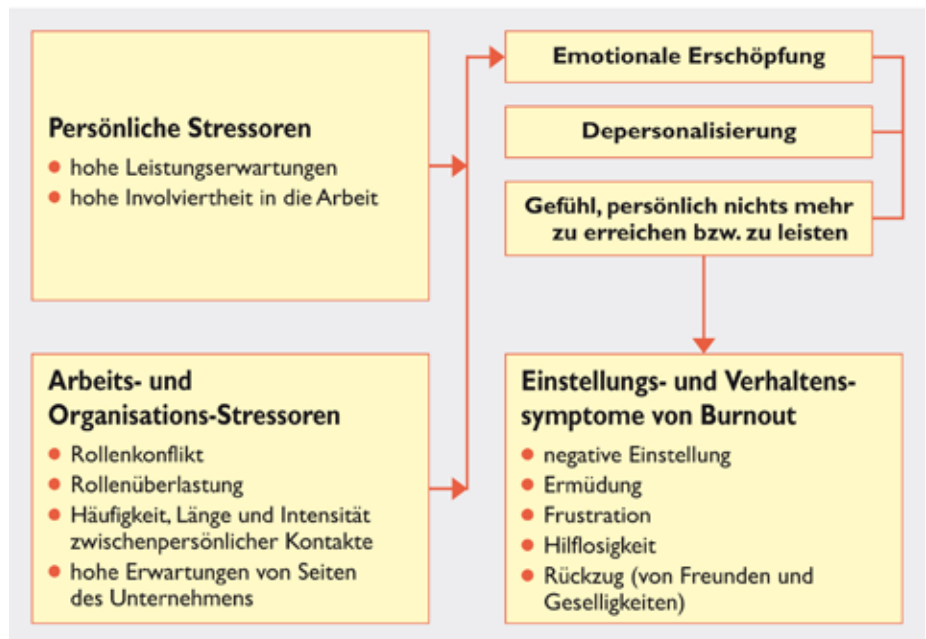 Persönliche Stressoren
• hohe Leistungserwartungen
• hohe Involviertheit in die Arbeit
Arbeits- und
Organisations-Stressoren
• Rollenkonflikt
• Rollenüberlastung
• Häufigkeit, Länge und Intensität
zwischenpersönlicher Kontakte
• hohe Erwartungen von Seiten
des Unternehmens
Emotionale Erschöpfung
Depersonalisierung
Gefühl, persönlich nichts mehr
zu erreichen bzw. zu leisten
Einstellungs- und Verhaltens-
symptome von Burnout
• negative Einstellung
• Ermüdung
• Frustration
• Hilflosigkeit
• Rückzug (von Freunden und
Geselligkeiten)